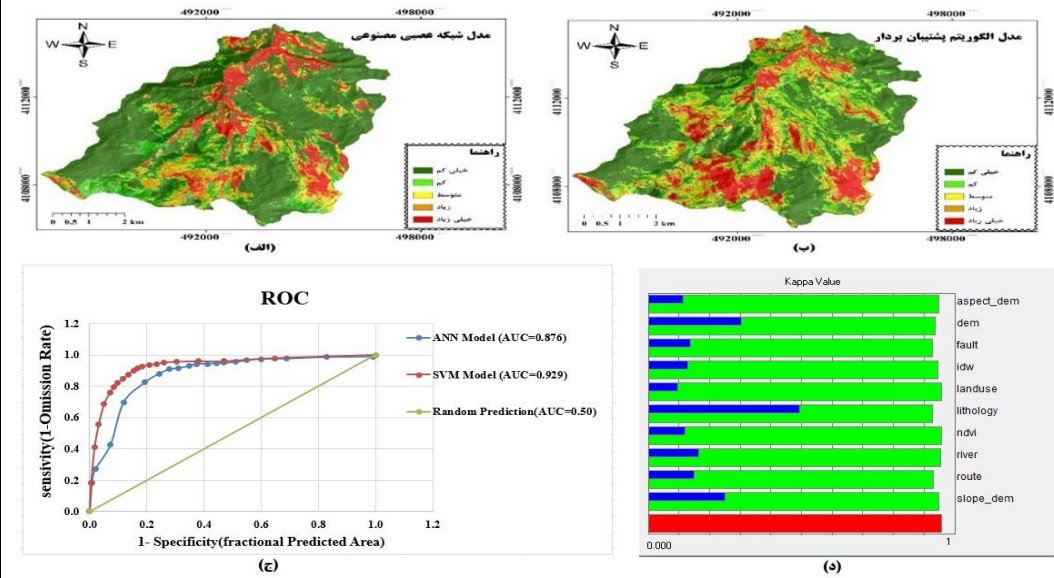 492000
498000
مدل شبکه عصبی مصنوعی
N
W E
S
4112000
4112000
4108000
4108000
راهنما
خیلی کم
کم
متوسط
زیاد
خیلی زیاد
0 0.5 1 2 km
492000
498000
(الف)
492000
498000
مدل الگوریتم پشتیبان بردار
N
W E
S
4112000
4112000
4108000
4108000
راهنما
خیلی کم
کم
متوسط
زیاد
خیلی زیاد
0 0.5 1 2 km
492000
498000
(ب)
ROC
1.2
1.0
0.8
0.6
0.4
0.2
0.0
0.0 0.2 0.4 0.6 0.8 1.0 1.2
sensivity(1-Omission Rate)
1- Specificity(fractional Predicted Area)
ANN Model (AUC=0.876)
SVM Model (AUC=0.929)
Random Prediction(AUC=0.50)
(ج)
Kappa Value
aspect_dem
dem
fault
idw
landuse
lithology
ndvi
river
route
slope_dem
0.000 1
(د)